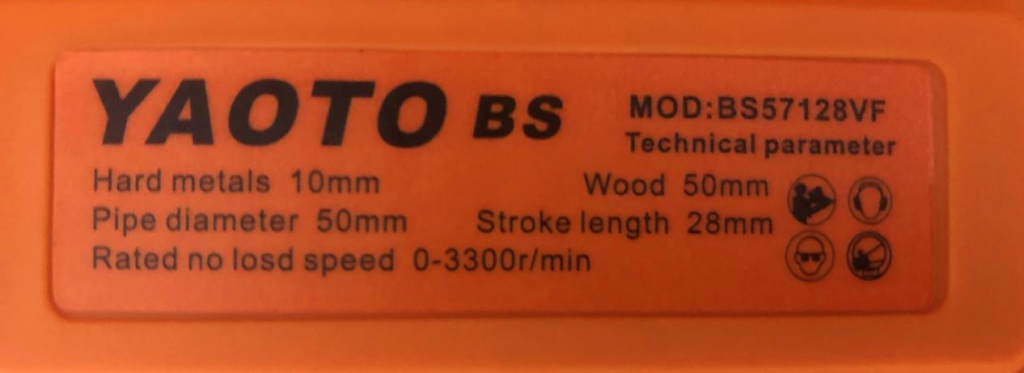 YAOTO BS
MOD:BS57128VF
Technical parameter
Hard metals 10mm Wood 50mm
Pipe diameter 50mm Stroke length 28mm
Rated no losd speed 0-3300r/min